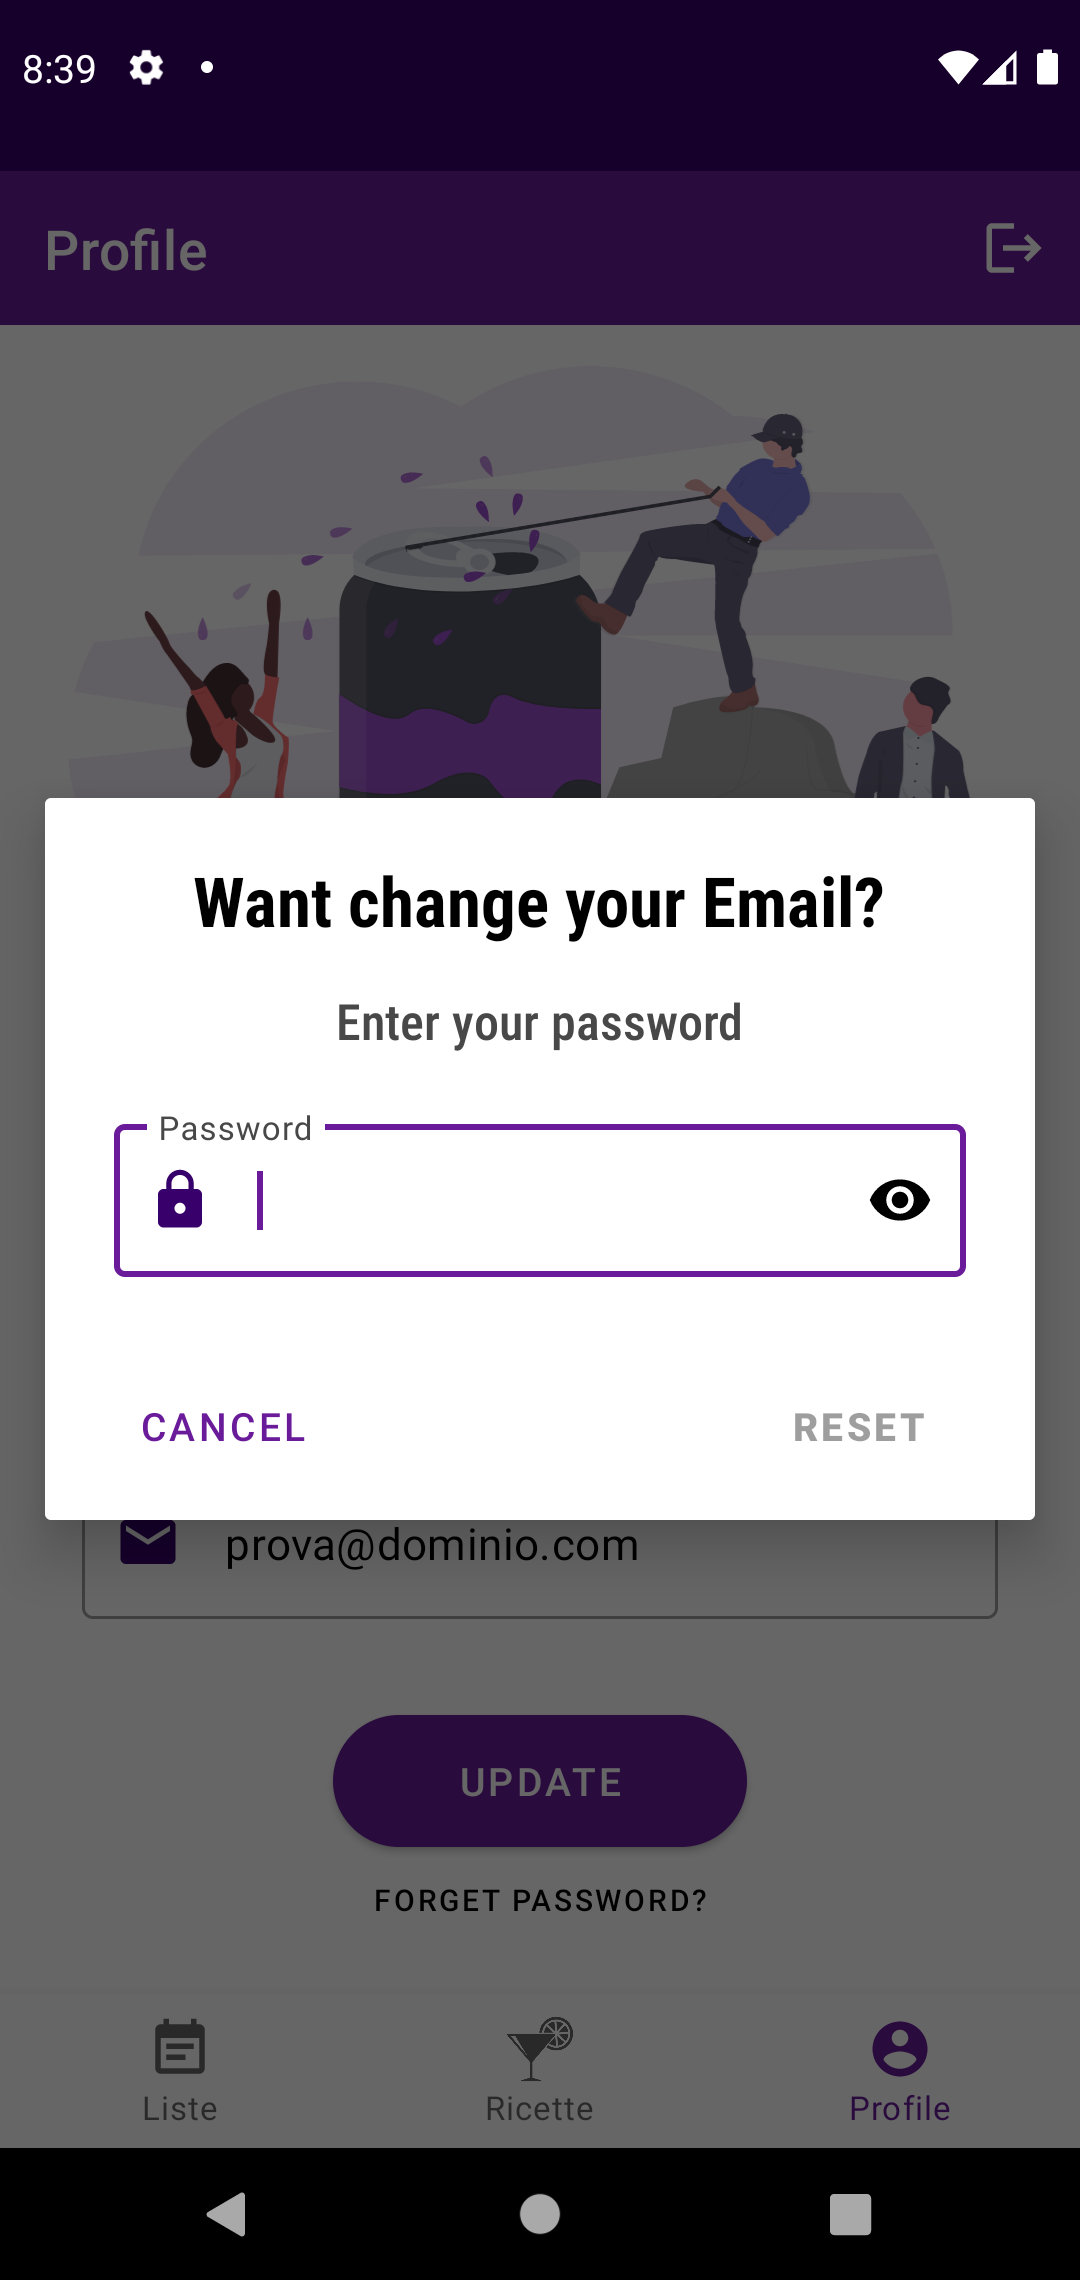 8:39
Profile
Want change your Email?
Enter your password
Password
CANCEL
RESET
prova@dominio.com
UPDATE
FORGET PASSWORD?
Liste
Ricette
Profile